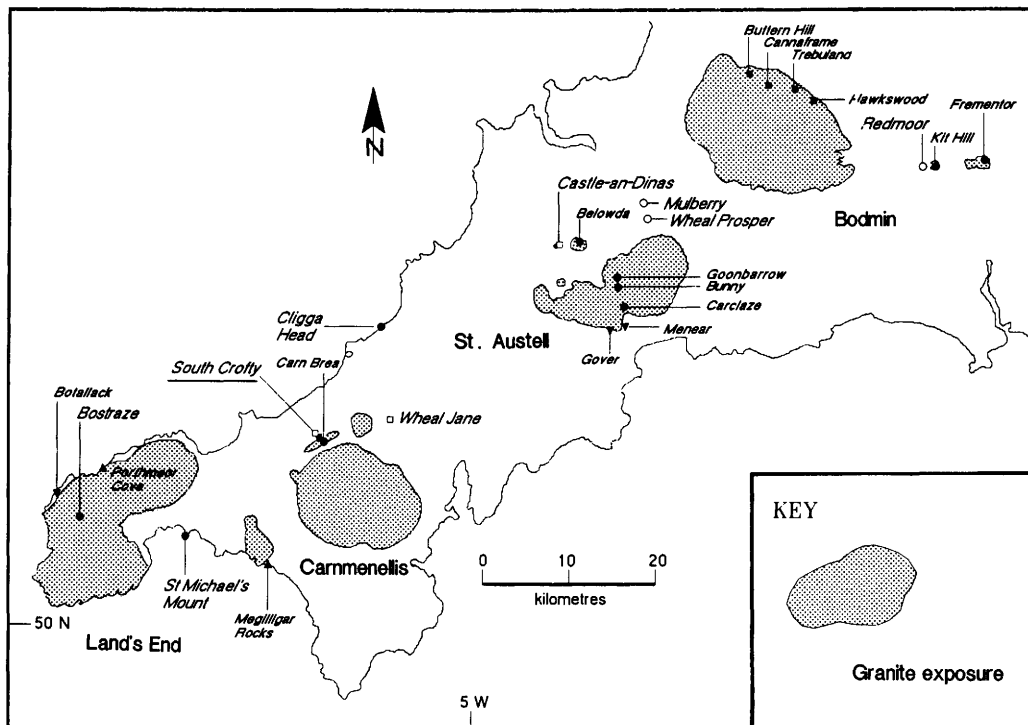 Buttern Hill
Cannaframe
Trebuland
Hawkswood
Frementor
Redmoor
Kit Hill
N
Castle-an-Dinas
Belowda
Mulberry
Wheal Prosper
Bodmin
Goonbarrow
Bunny
Carclaze
Menear
Gover
St. Austell
Cligga
Head
Carn Brea
South Crofty
Wheal Jane
Botallack
Bostraze
Porthmeor
Cove
St Michael's
Mount
Megiligar
Rocks
Carnmenellis
Land's End
0 10 20
kilometres
50 N
5 W
KEY
Granite exposure